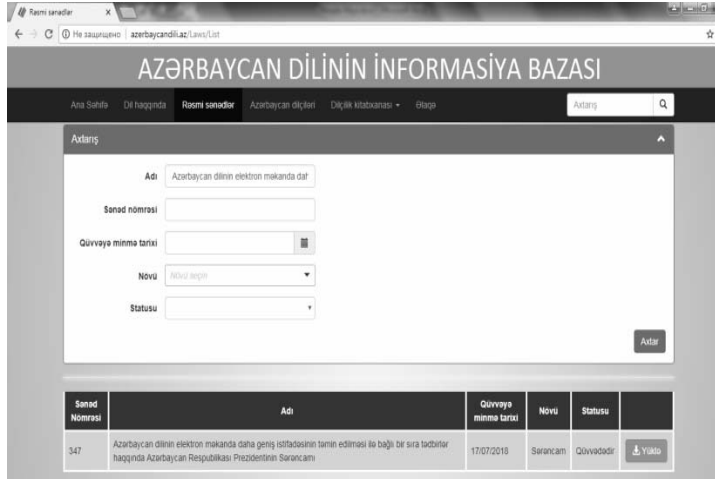 Rəsmi sənədlər
Не защищено | azerbaycandili.az/Laws/List
AZƏRBAYCAN DİLİNİN İNFORMASİYA BAZASI
Ana Səhifə Dil haqqında Rəsmi sənədlər Azərbaycan dilçiləri Dilçilik kitabxanası Əlaqə Axtarış
Axtarış
Adı Azərbaycan dilinin elektron məkanda dah
Sənəd nömrəsi
Qüvvəyə minmə tarixi
Növü Növü seçin
Statusu
Axtar
Sənəd Nömrəsi Adı Qüvvəyə minmə tarixi Növü Statusu
347 Azərbaycan dilinin elektron məkanda daha geniş istifadəsinin təmin edilməsi ilə bağlı bir sıra tədbirlər
haqqında Azərbaycan Respublikası Prezidentinin Sərəncamı 17/07/2018 Sərəncam Qüvvədədir Yüklə